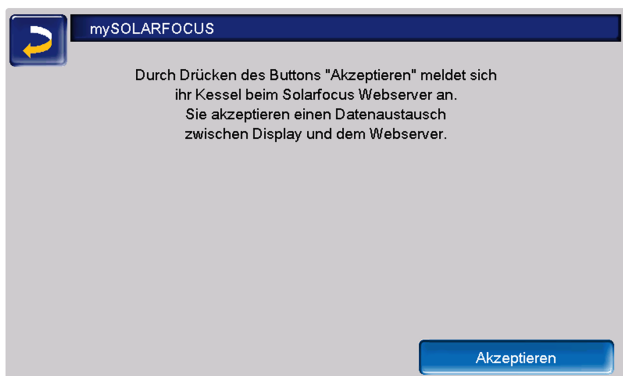 mySOLARFOCUS
Durch Drücken des Buttons "Akzeptieren" meldet sich
ihr Kessel beim Solarfocus Webserver an.
Sie akzeptieren einen Datenaustausch
zwischen Display und dem Webserver.
Akzeptieren